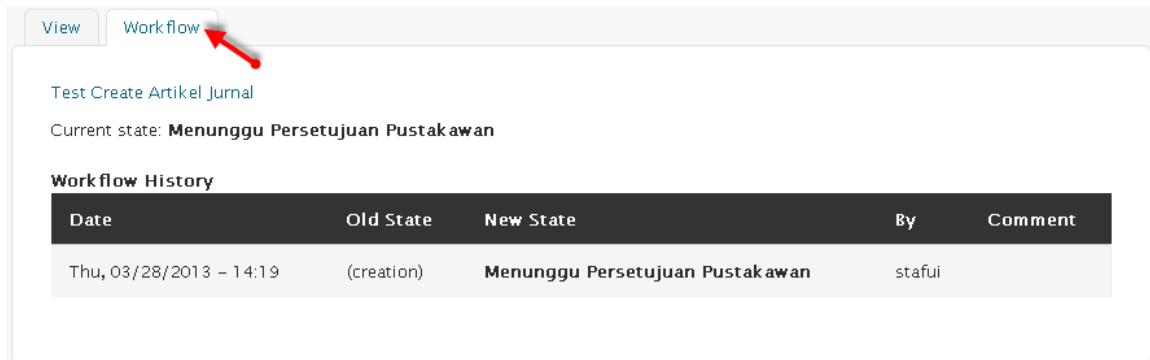 View Workflow
Test Create Artikel Jurnal
Current state: Menunggu Persetujuan Pustakawan
Workflow History
Date Old State New State By Comment
Thu, 03/28/2013 – 14:19 (creation) Menunggu Persetujuan Pustakawan stafui